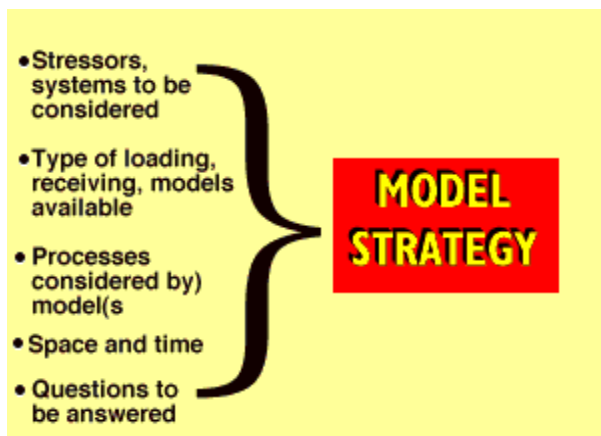 •Stressors,
systems to be
considered
•Type of loading,
receiving, models
available
• Processes
considered by)
model(s
• Space and time
• Questions to
be answered
MODEL
STRATEGY